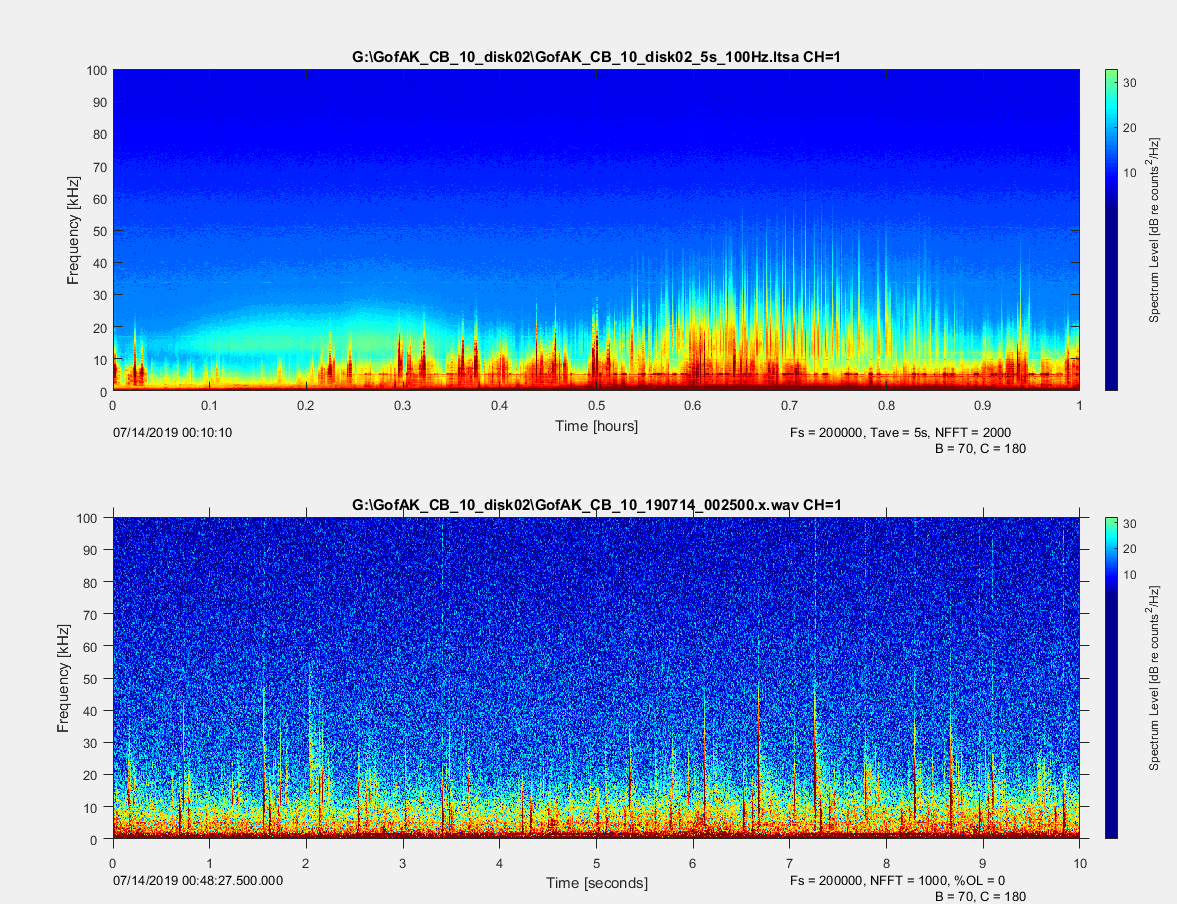 G:\GofAK_CB_10_disk02\GofAK_CB_10_disk02_5s_100Hz.ltsa CH=1
100
90
80
70
60
50
40
30
20
10
0
Frequency [kHz]
0 0.1 0.2 0.3 0.4 0.5 0.6 0.7 0.8 0.9 1
Time [hours]
07/14/2019 00:10:10
Fs = 200000, Tave = 5s, NFFT = 2000
B = 70, C = 180
30
20
10
Spectrum Level [dB re counts²/Hz]
G:\GofAK_CB_10_disk02\GofAK_CB_10_190714_002500.x.wav CH=1
100
90
80
70
60
50
40
30
20
10
0
Frequency [kHz]
0 1 2 3 4 5 6 7 8 9 10
Time [seconds]
07/14/2019 00:48:27.500.000
Fs = 200000, NFFT = 1000, %OL = 0
B = 70, C = 180
30
20
10
Spectrum Level [dB re counts²/Hz]